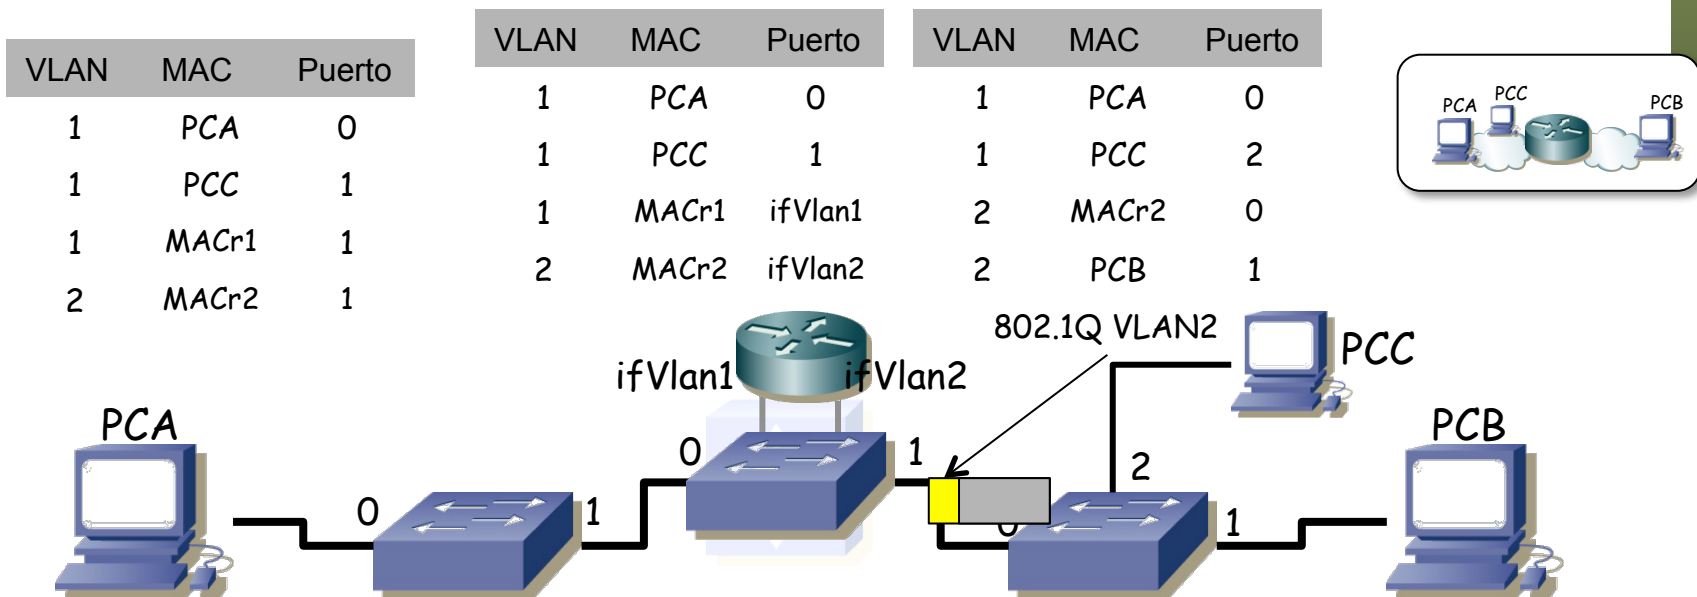 VLAN MAC Puerto
1 PCA 0
1 PCC 1
1 MACr1 1
2 MACr2 1
VLAN MAC Puerto
1 PCA 0
1 PCC 1
1 MACr1 ifVlan1
2 MACr2 ifVlan2
VLAN MAC Puerto
1 PCA 0
1 PCC 2
2 MACr2 0
2 PCB 1
PCA PCC PCB
802.1Q VLAN2
ifVlan1 ifVlan2
PCC
PCA
PCB
0 1
2
0 1
0 1